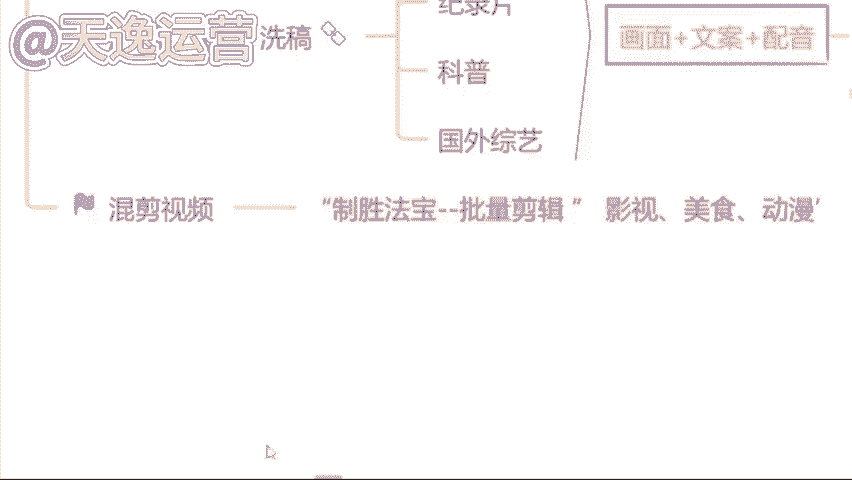 纪录片
@天逸运营 洗稿 画面+文案+配音
科普
国外综艺
混剪视频 “制胜法宝--批量剪辑 ” 影视、美食、动漫’